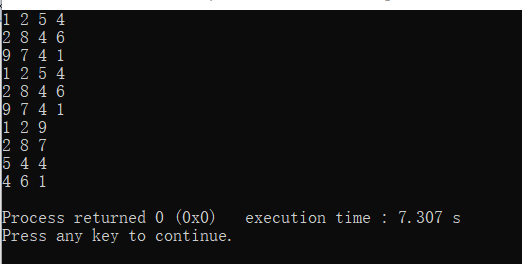 1 2 5 4
2 8 4 6
9 7 4 1
1 2 5 4
2 8 4 6
9 7 4 1
1 2 9
2 8 7
5 4 4
4 6 1
Process returned 0 (0x0)   execution time : 7.307 s
Press any key to continue.